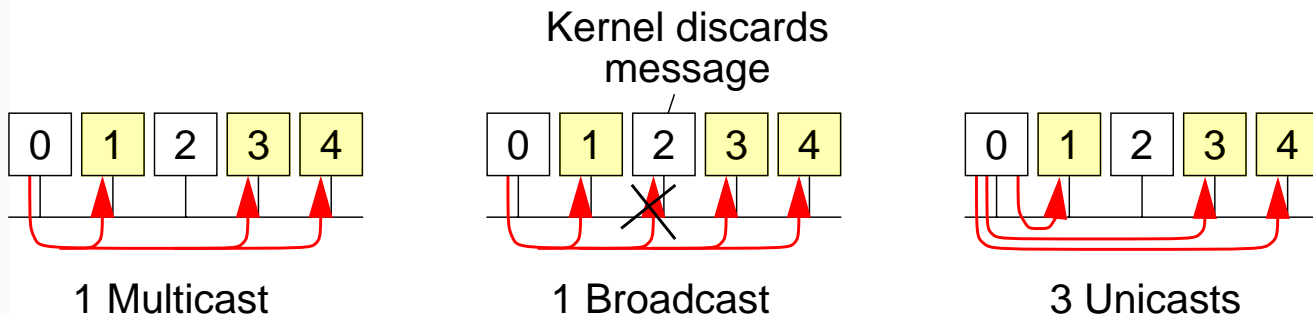 Kernel discards
message
0 1 2 3 4
0 1 2 3 4
0 1 2 3 4
1 Multicast
1 Broadcast
3 Unicasts